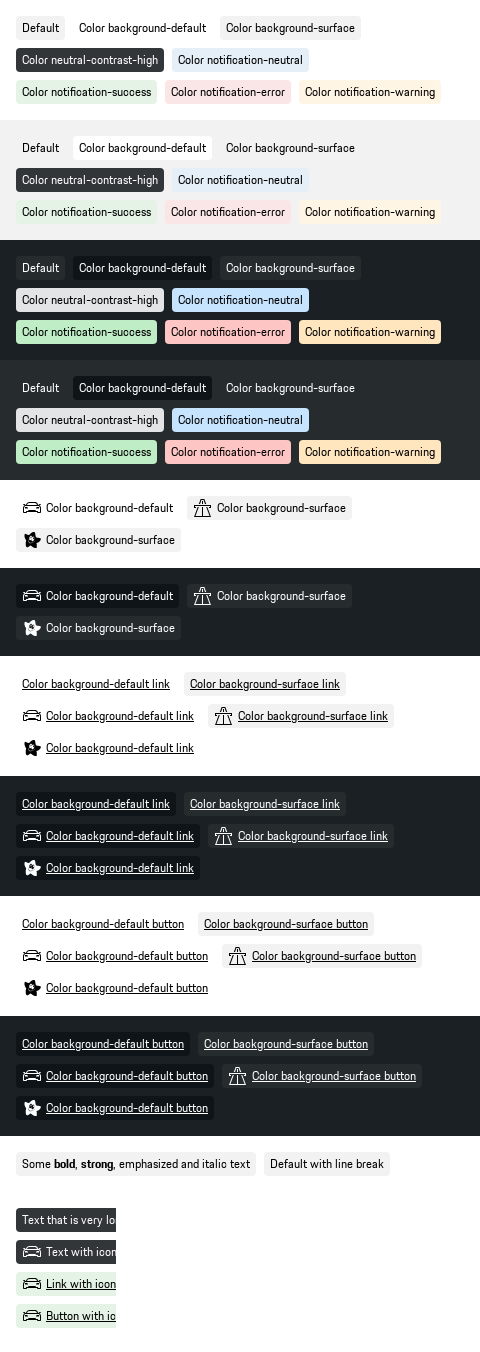 Default Color background-default Color background-surface
Color neutral-contrast-high Color notification-neutral
Color notification-success Color notification-error Color notification-warning
Default Color background-default Color background-surface
Color neutral-contrast-high Color notification-neutral
Color notification-success Color notification-error Color notification-warning
Default Color background-default Color background-surface
Color neutral-contrast-high Color notification-neutral
Color notification-success Color notification-error Color notification-warning
Default Color background-default Color background-surface
Color neutral-contrast-high Color notification-neutral
Color notification-success Color notification-error Color notification-warning
Color background-default Color background-surface
Color background-surface
Color background-default Color background-surface
Color background-surface
Color background-default link Color background-surface link
Color background-default link Color background-surface link
Color background-default link
Color background-default link Color background-surface link
Color background-default link Color background-surface link
Color background-default link
Color background-default button Color background-surface button
Color background-default button Color background-surface button
Color background-default button
Color background-default button Color background-surface button
Color background-default button Color background-surface button
Color background-default button
Some bold, strong, emphasized and italic text Default with line break
Text that is very lo
Text with icon
Link with icon
Button with ic